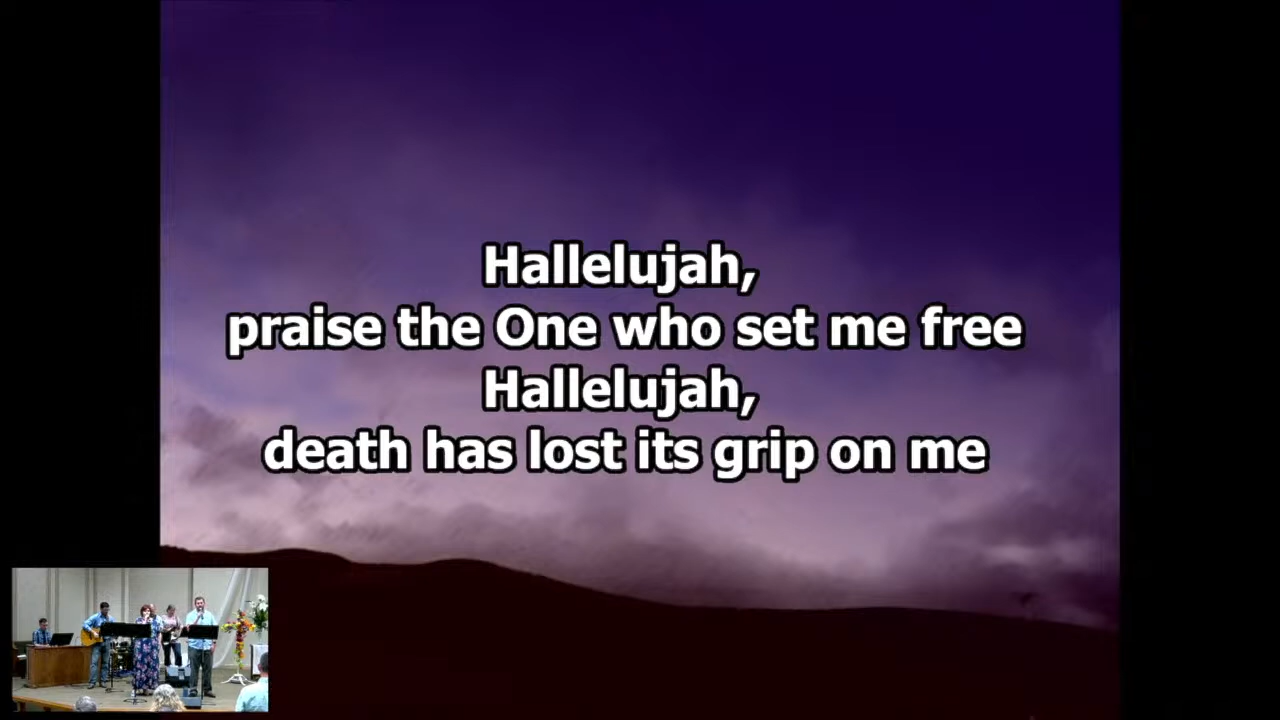 Hallelujah,
praise the One who set me free
Hallelujah,
death has lost its grip on me